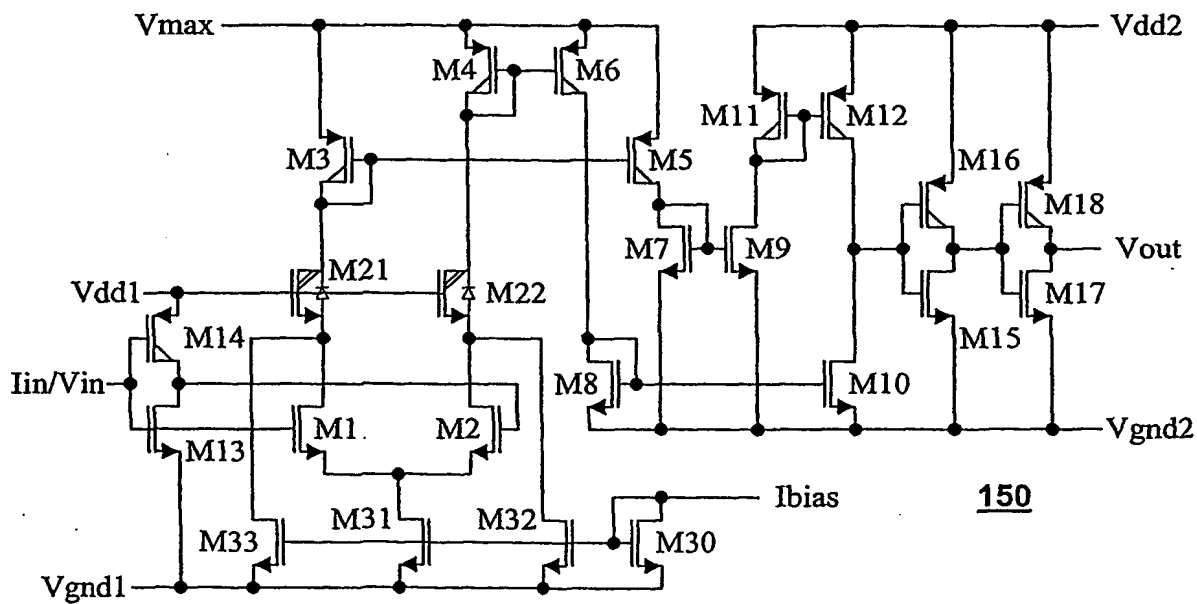 Vmax
Vdd2
M4
M6
M11
M12
M3
M5
M16
M18
M7
M9
Vout
M21
Vdd1
M22
M17
M14
M15
Iin/Vin
M8
M10
M1
M2
M13
Vgnd2
Ibias
150
M31
M32
M33
M30
Vgnd1